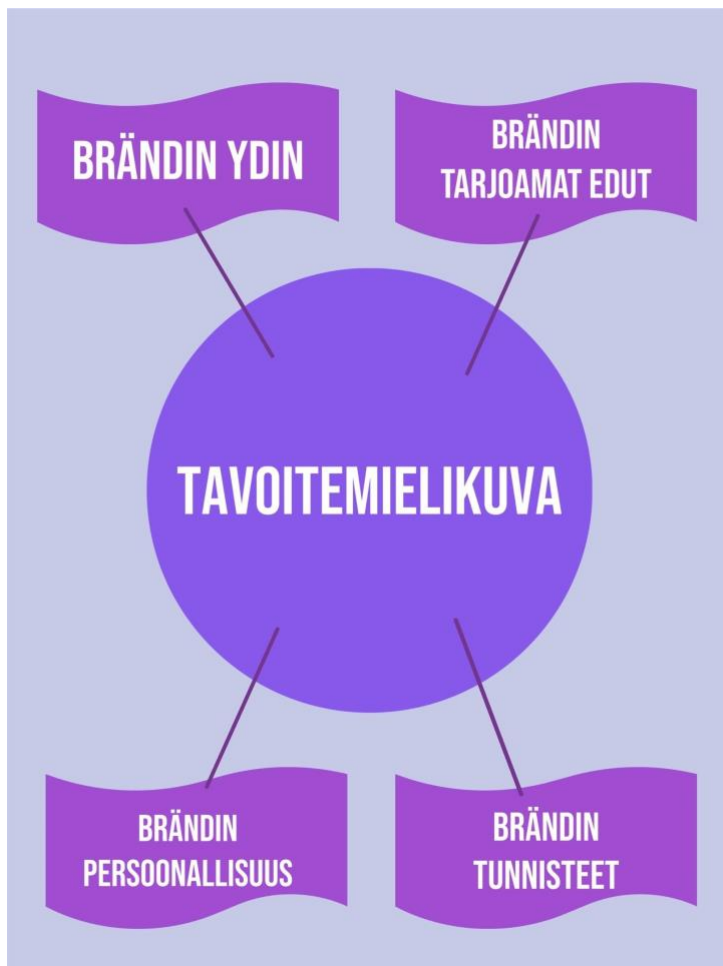 BRÄNDIN YDIN
BRÄNDIN
TARJOAMAT EDUT
TAVOITEMIELIKUVA
BRÄNDIN
PERSOONALLISUUS
BRÄNDIN
TUNNISTEET